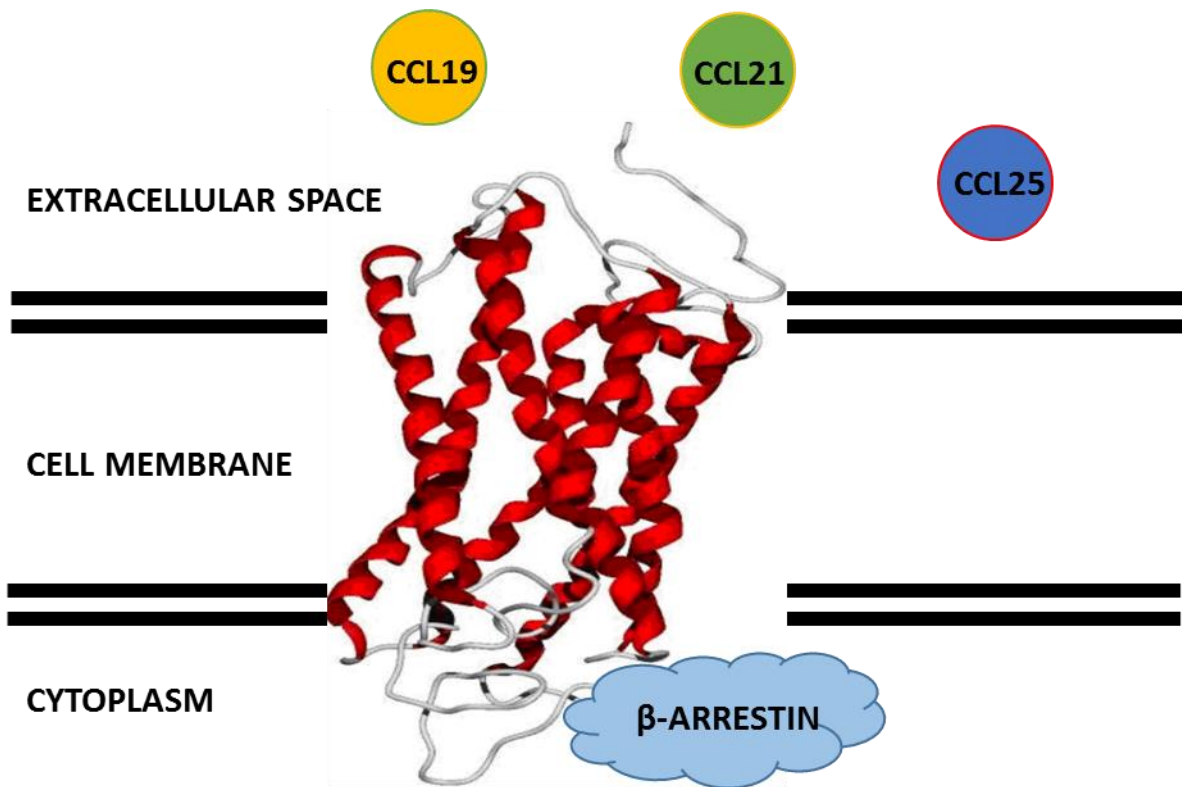 CCL19
CCL21
CCL25
EXTRACELLULAR SPACE
CELL MEMBRANE
CYTOPLASM
β-ARRESTIN